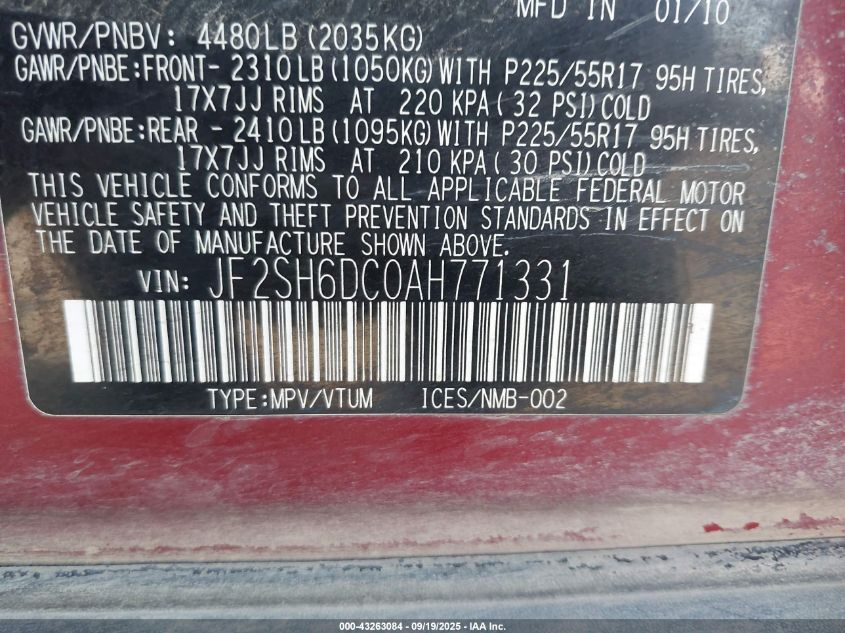 MFD IN 01/10
GVWR/PNBV: 4480LB (2035KG)
GAWR/PNBE:FRONT- 2310LB(1050KG)WITH P225/55R17 95H TIRES,
17X7JJ RIMS AT 220 KPA(32 PSI)COLD
GAWR/PNBE:REAR - 2410LB(1095KG)WITH P225/55R17 95H TIRES,
17X7JJ RIMS AT 210 KPA(30 PSI)COLD
THIS VEHICLE CONFORMS TO ALL APPLICABLE FEDERAL MOTOR
VEHICLE SAFETY AND THEFT PREVENTION STANDARDS IN EFFECT ON
THE DATE OF MANUFACTURE SHOWN ABOVE.
VIN: JF2SH6DC0AH771331
TYPE:MPV/VTUM ICES/NMB-002
000-43263084 - 09/19/2025 - IAA Inc.